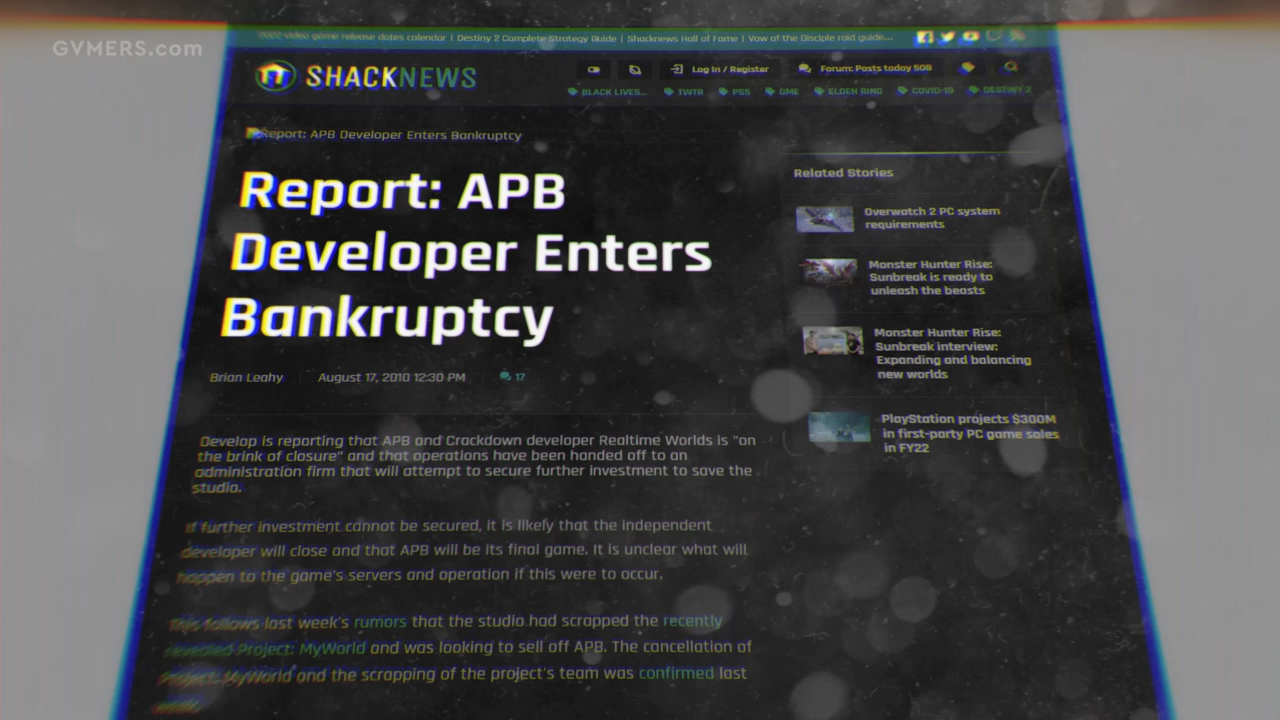 GVMERS.com
2022 video game release dates calendar | Destiny 2 Complete Strategy Guide | Shacknews Hall of Fame | Vow of the Disciple raid guide...
SHACKNEWS
Log In / Register
Forum: Posts today 509
BLACK LIVES... TWTR PS5 GME ELDEN RING COVID-19 DESTINY 2
Report: APB Developer Enters Bankruptcy
Report: APB
Developer Enters
Bankruptcy
Brian Leahy August 17, 2010 12:30 PM 17
Develop is reporting that APB and Crackdown developer Realtime Worlds is "on
the brink of closure" and that operations have been handed off to an
administration firm that will attempt to secure further investment to save the
studio.
If further investment cannot be secured, it is likely that the independent
developer will close and that APB will be its final game. It is unclear what will
happen to the game's servers and operation if this were to occur.
This follows last week's rumors that the studio had scrapped the recently
revealed Project: MyWorld and was looking to sell off APB. The cancellation of
Project: MyWorld and the scrapping of the project's team was confirmed last
week.
Related Stories
Overwatch 2 PC system
requirements
Monster Hunter Rise:
Sunbreak is ready to
unleash the beasts
Monster Hunter Rise:
Sunbreak interview:
Expanding and balancing
new worlds
PlayStation projects $300M
in first-party PC game sales
in FY22